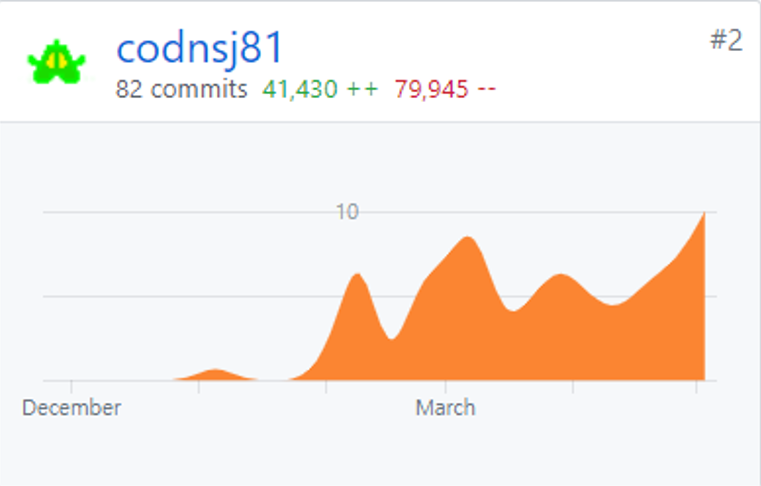 codnsj81
#2
82 commits 41,430 ++ 79,945 --
10
December March